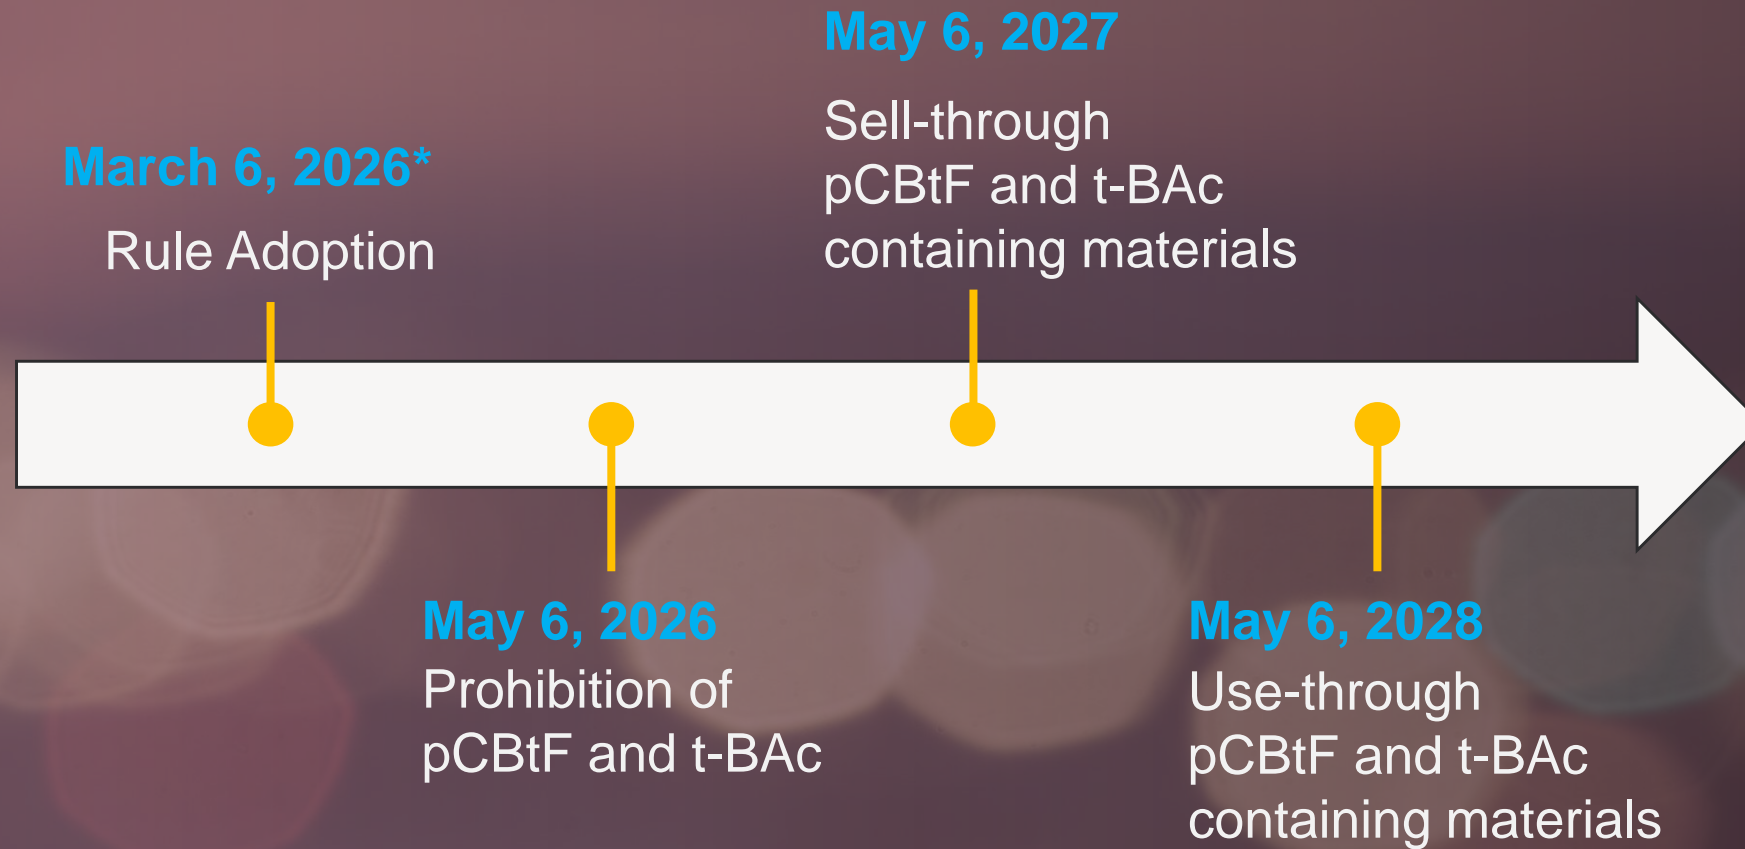 March 6, 2026*
Rule Adoption
May 6, 2026
Prohibition of
pCBtF and t-BAc
May 6, 2027
Sell-through
pCBtF and t-BAc
containing materials
May 6, 2028
Use-through
pCBtF and t-BAc
containing materials